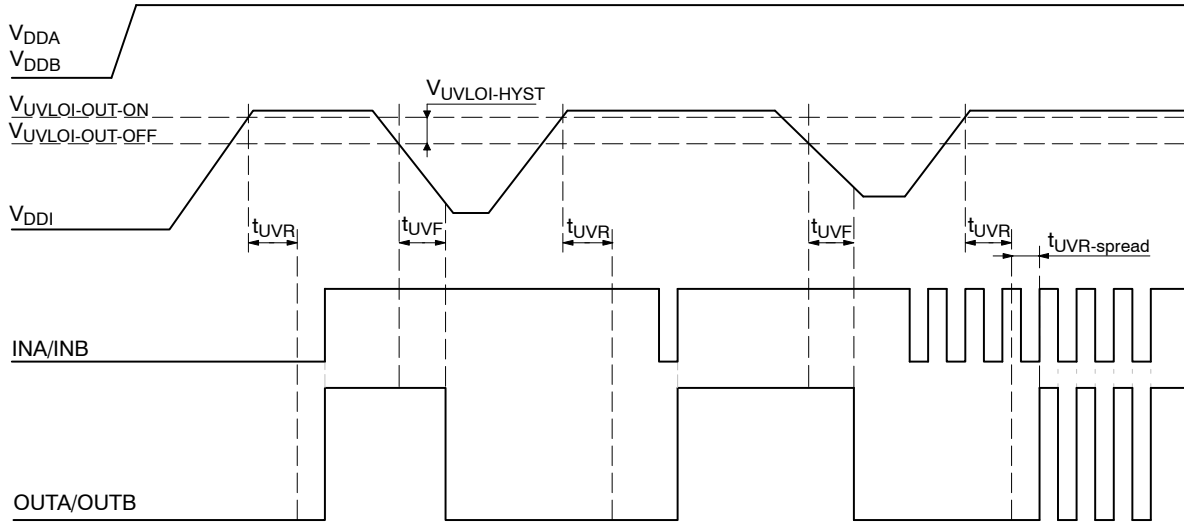 VDDA
VDDB
VUVLOI-HYST
VUVLOI-OUT-ON
VUVLOI-OUT-OFF
VDDI
tUVR
tUVF
tUVR
tUVF
tUVR
tUVR-spread
INA/INB
OUTA/OUTB